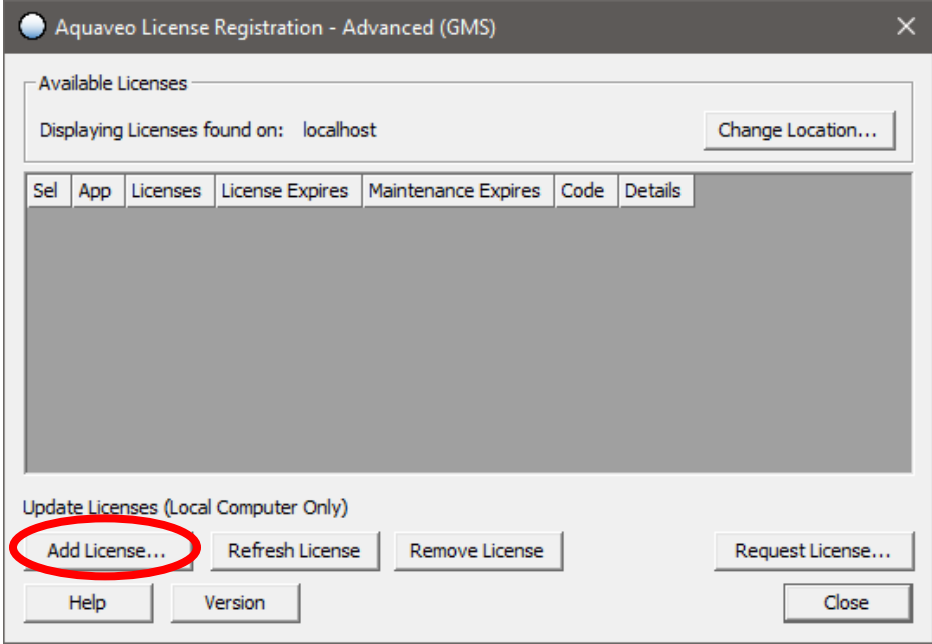 Aquaveo License Registration - Advanced (GMS)
Available Licenses
Displaying Licenses found on: localhost
Change Location...
Sel App Licenses License Expires Maintenance Expires Code Details
Update Licenses (Local Computer Only)
Add License... Refresh License Remove License Request License...
Help Version Close